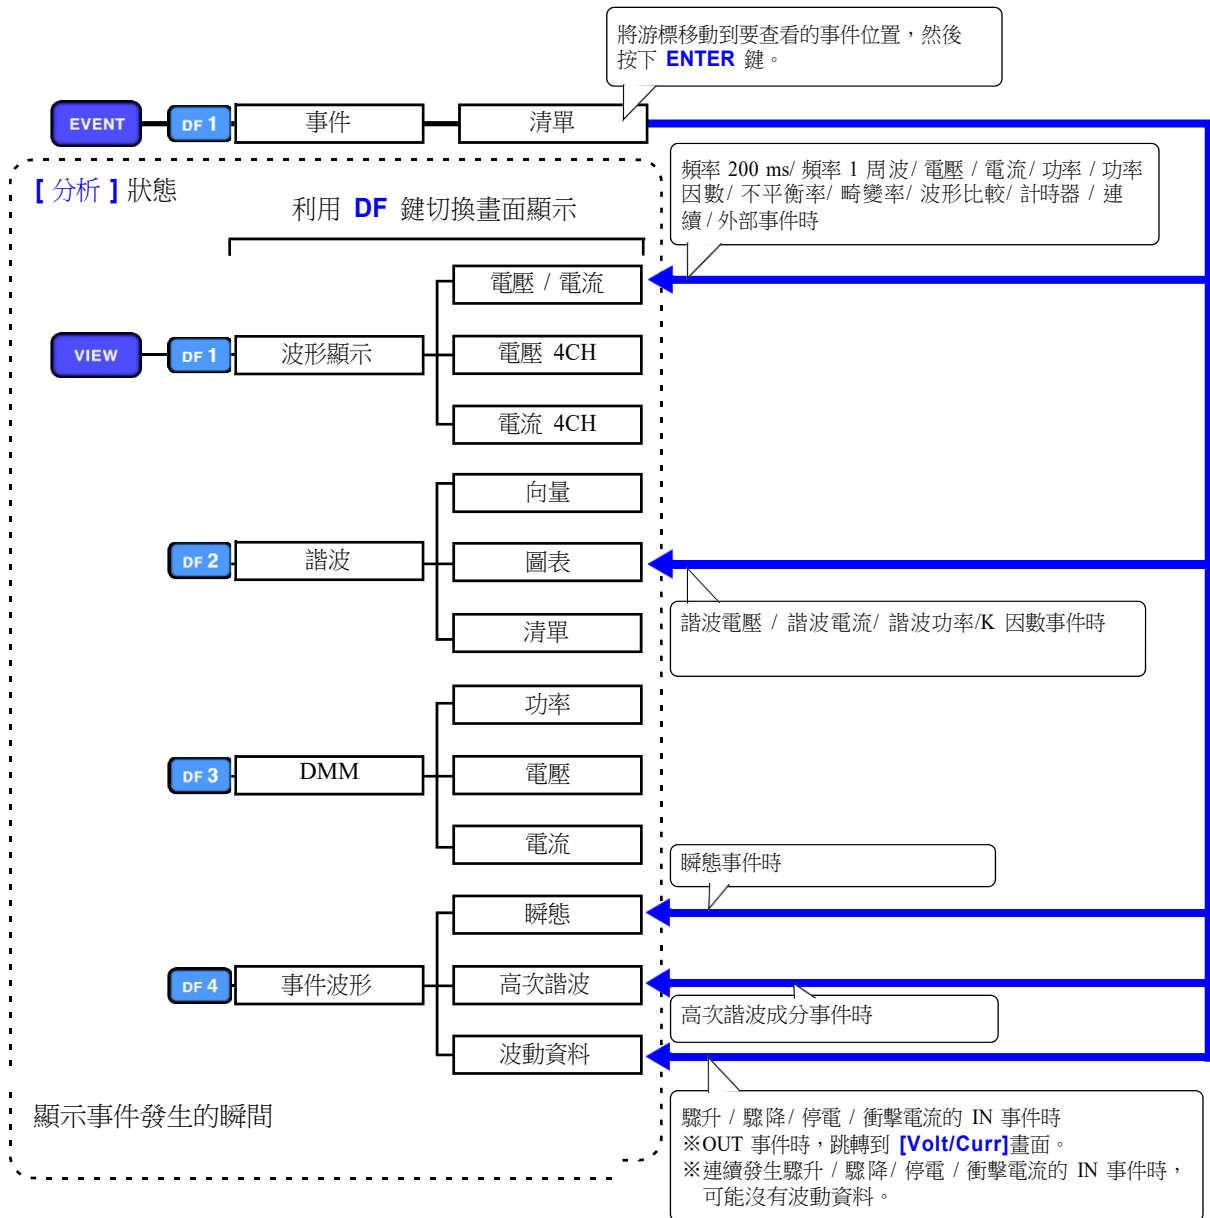 將游標移動到要查看的事件位置，然後
按下 ENTER 鍵。
EVENT
DF 1
事件
清單
[ 分析 ] 狀態
利用 DF 鍵切換畫面顯示
頻率 200 ms/ 頻率 1 周波/ 電壓 / 電流/ 功率 / 功率
因數/ 不平衡率/ 畸變率/ 波形比較/ 計時器 / 連
續 / 外部事件時
電壓 / 電流
VIEW
DF 1
波形顯示
電壓 4CH
電流 4CH
向量
DF 2
諧波
圖表
諧波電壓 / 諧波電流/ 諧波功率/K 因數事件時
清單
功率
DF 3
DMM
電壓
電流
瞬態事件時
瞬態
DF 4
事件波形
高次諧波
高次諧波成分事件時
波動資料
顯示事件發生的瞬間
驟升 / 驟降/ 停電 / 衝擊電流的 IN 事件時
※OUT 事件時，跳轉到 [Volt/Curr]畫面。
※連續發生驟升 / 驟降/ 停電 / 衝擊電流的 IN 事件時，
可能沒有波動資料。